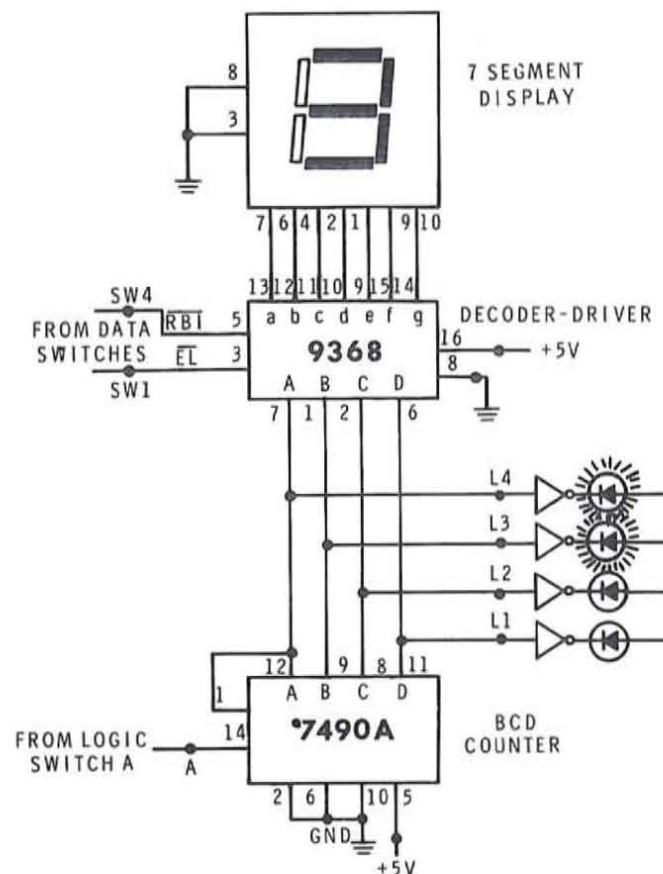 8
3
7 SEGMENT
DISPLAY
7 6 4 2 1 9 10
13 12 11 10 9 15 14
a b c d e f g
SW4
FROM DATA
SWITCHES
SW1
RBI
EL
5
3
9368
DECODER-DRIVER
16
8
+5V
A B C D
7 1 2 6
L4
L3
L2
L1
12 9 8 11
A B C D
1
14
7490A
BCD
COUNTER
FROM LOGIC
SWITCH A
A
2 6 10 5
GND
+5V